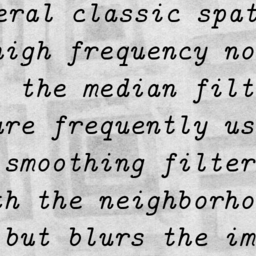 eral classic spat
high frequency no
the median filt
are frequently us
smoothing filter
th the neighborho
but blurs the im